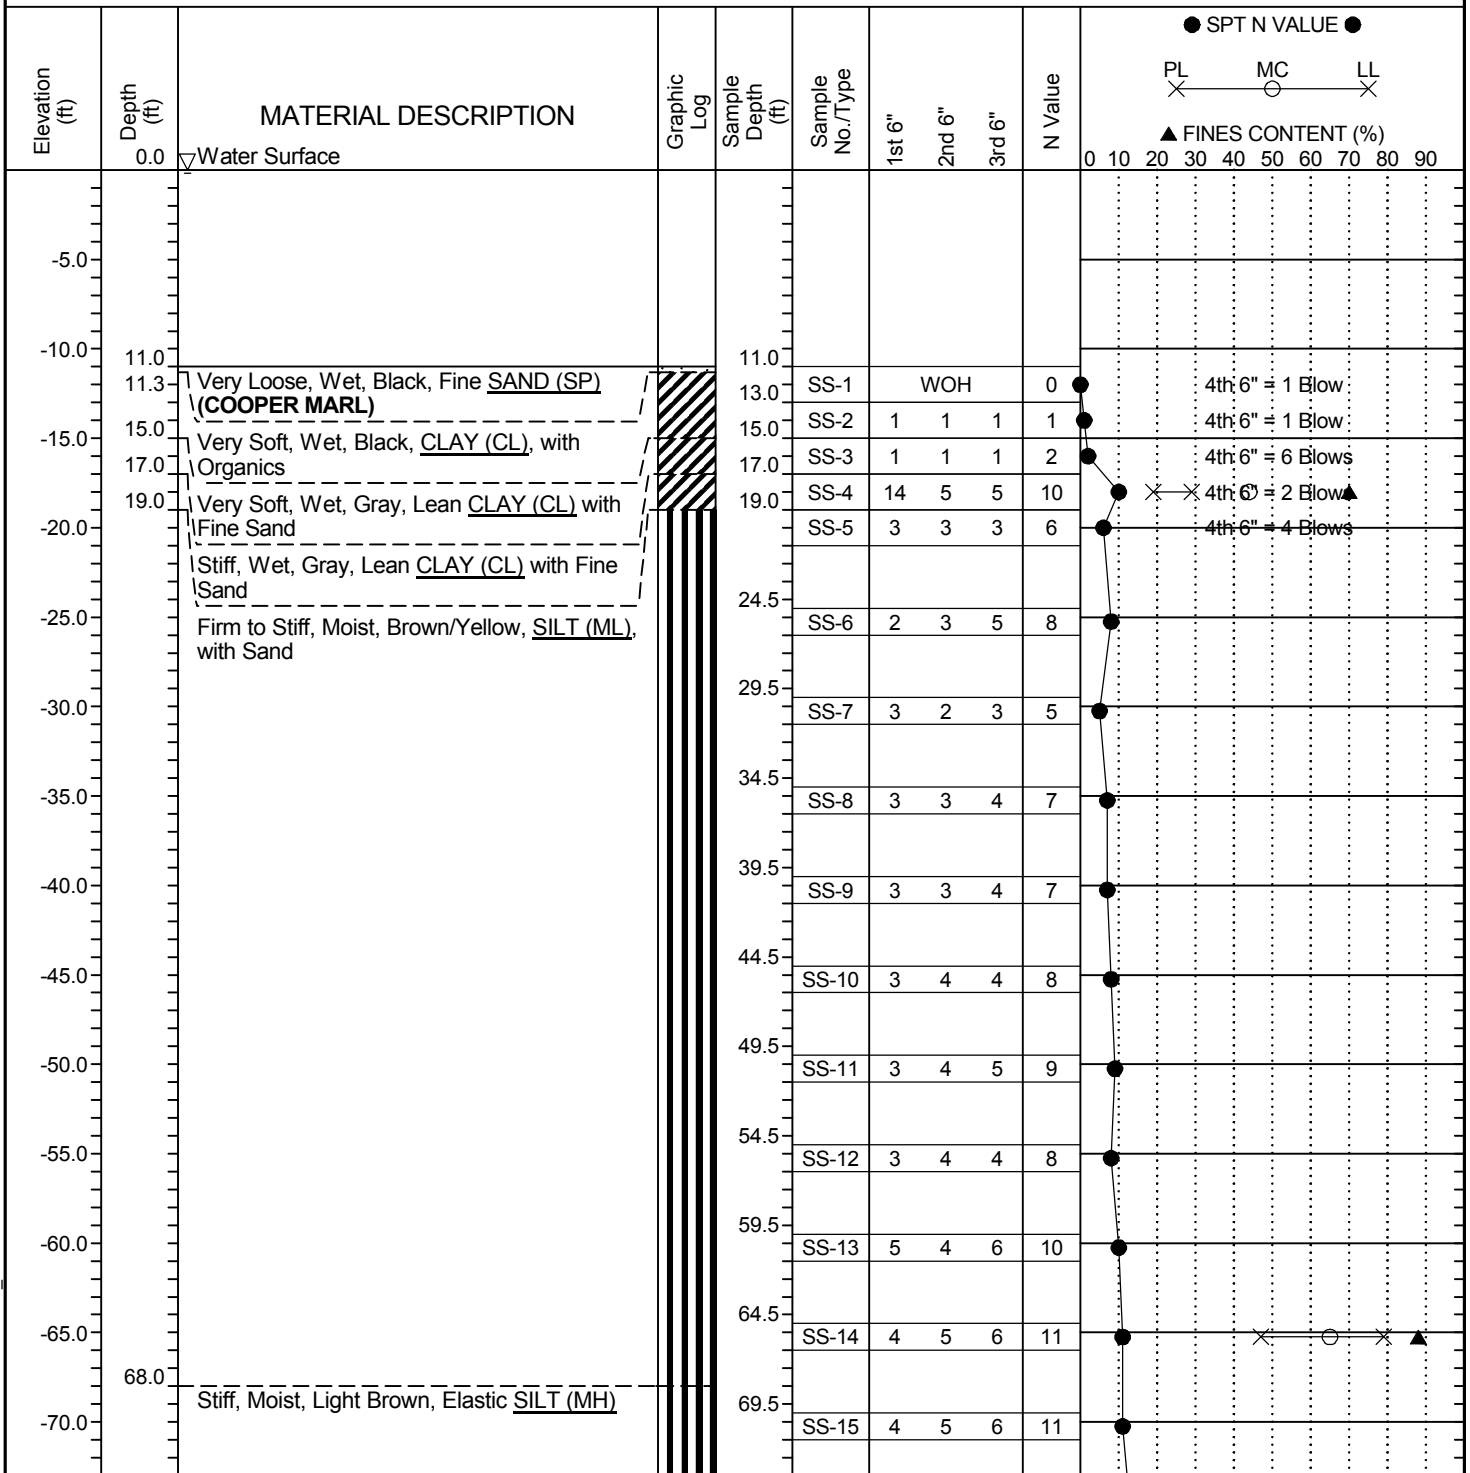 ● SPT N VALUE ●
PL MC LL
▲ FINES CONTENT (%)
0 10 20 30 40 50 60 70 80 90
Elevation (ft)
Depth (ft)
MATERIAL DESCRIPTION
Graphic Log
Sample Depth (ft)
Sample No./Type
1st 6"
2nd 6"
3rd 6"
N Value
0.0 Water Surface
-5.0
-10.0
11.0 11.0
11.3 Very Loose, Wet, Black, Fine SAND (SP)
(COOPER MARL)
13.0 SS-1 WOH 0 4th 6" = 1 Blow
15.0 15.0 SS-2 1 1 1 1 4th 6" = 1 Blow
-15.0
Very Soft, Wet, Black, CLAY (CL), with
Organics
17.0 17.0 SS-3 1 1 1 2 4th 6" = 6 Blows
19.0 19.0 SS-4 14 5 5 10 4th 6" = 2 Blows
Very Soft, Wet, Gray, Lean CLAY (CL) with
Fine Sand
-20.0 SS-5 3 3 3 6 4th 6" = 4 Blows
Stiff, Wet, Gray, Lean CLAY (CL) with Fine
Sand
24.5
-25.0 SS-6 2 3 5 8
Firm to Stiff, Moist, Brown/Yellow, SILT (ML),
with Sand
29.5
-30.0 SS-7 3 2 3 5
34.5
-35.0 SS-8 3 3 4 7
39.5
-40.0 SS-9 3 3 4 7
44.5
-45.0 SS-10 3 4 4 8
49.5
-50.0 SS-11 3 4 5 9
54.5
-55.0 SS-12 3 4 4 8
59.5
-60.0 SS-13 5 4 6 10
64.5
-65.0 SS-14 4 5 6 11
68.0
Stiff, Moist, Light Brown, Elastic SILT (MH)
69.5
-70.0 SS-15 4 5 6 11